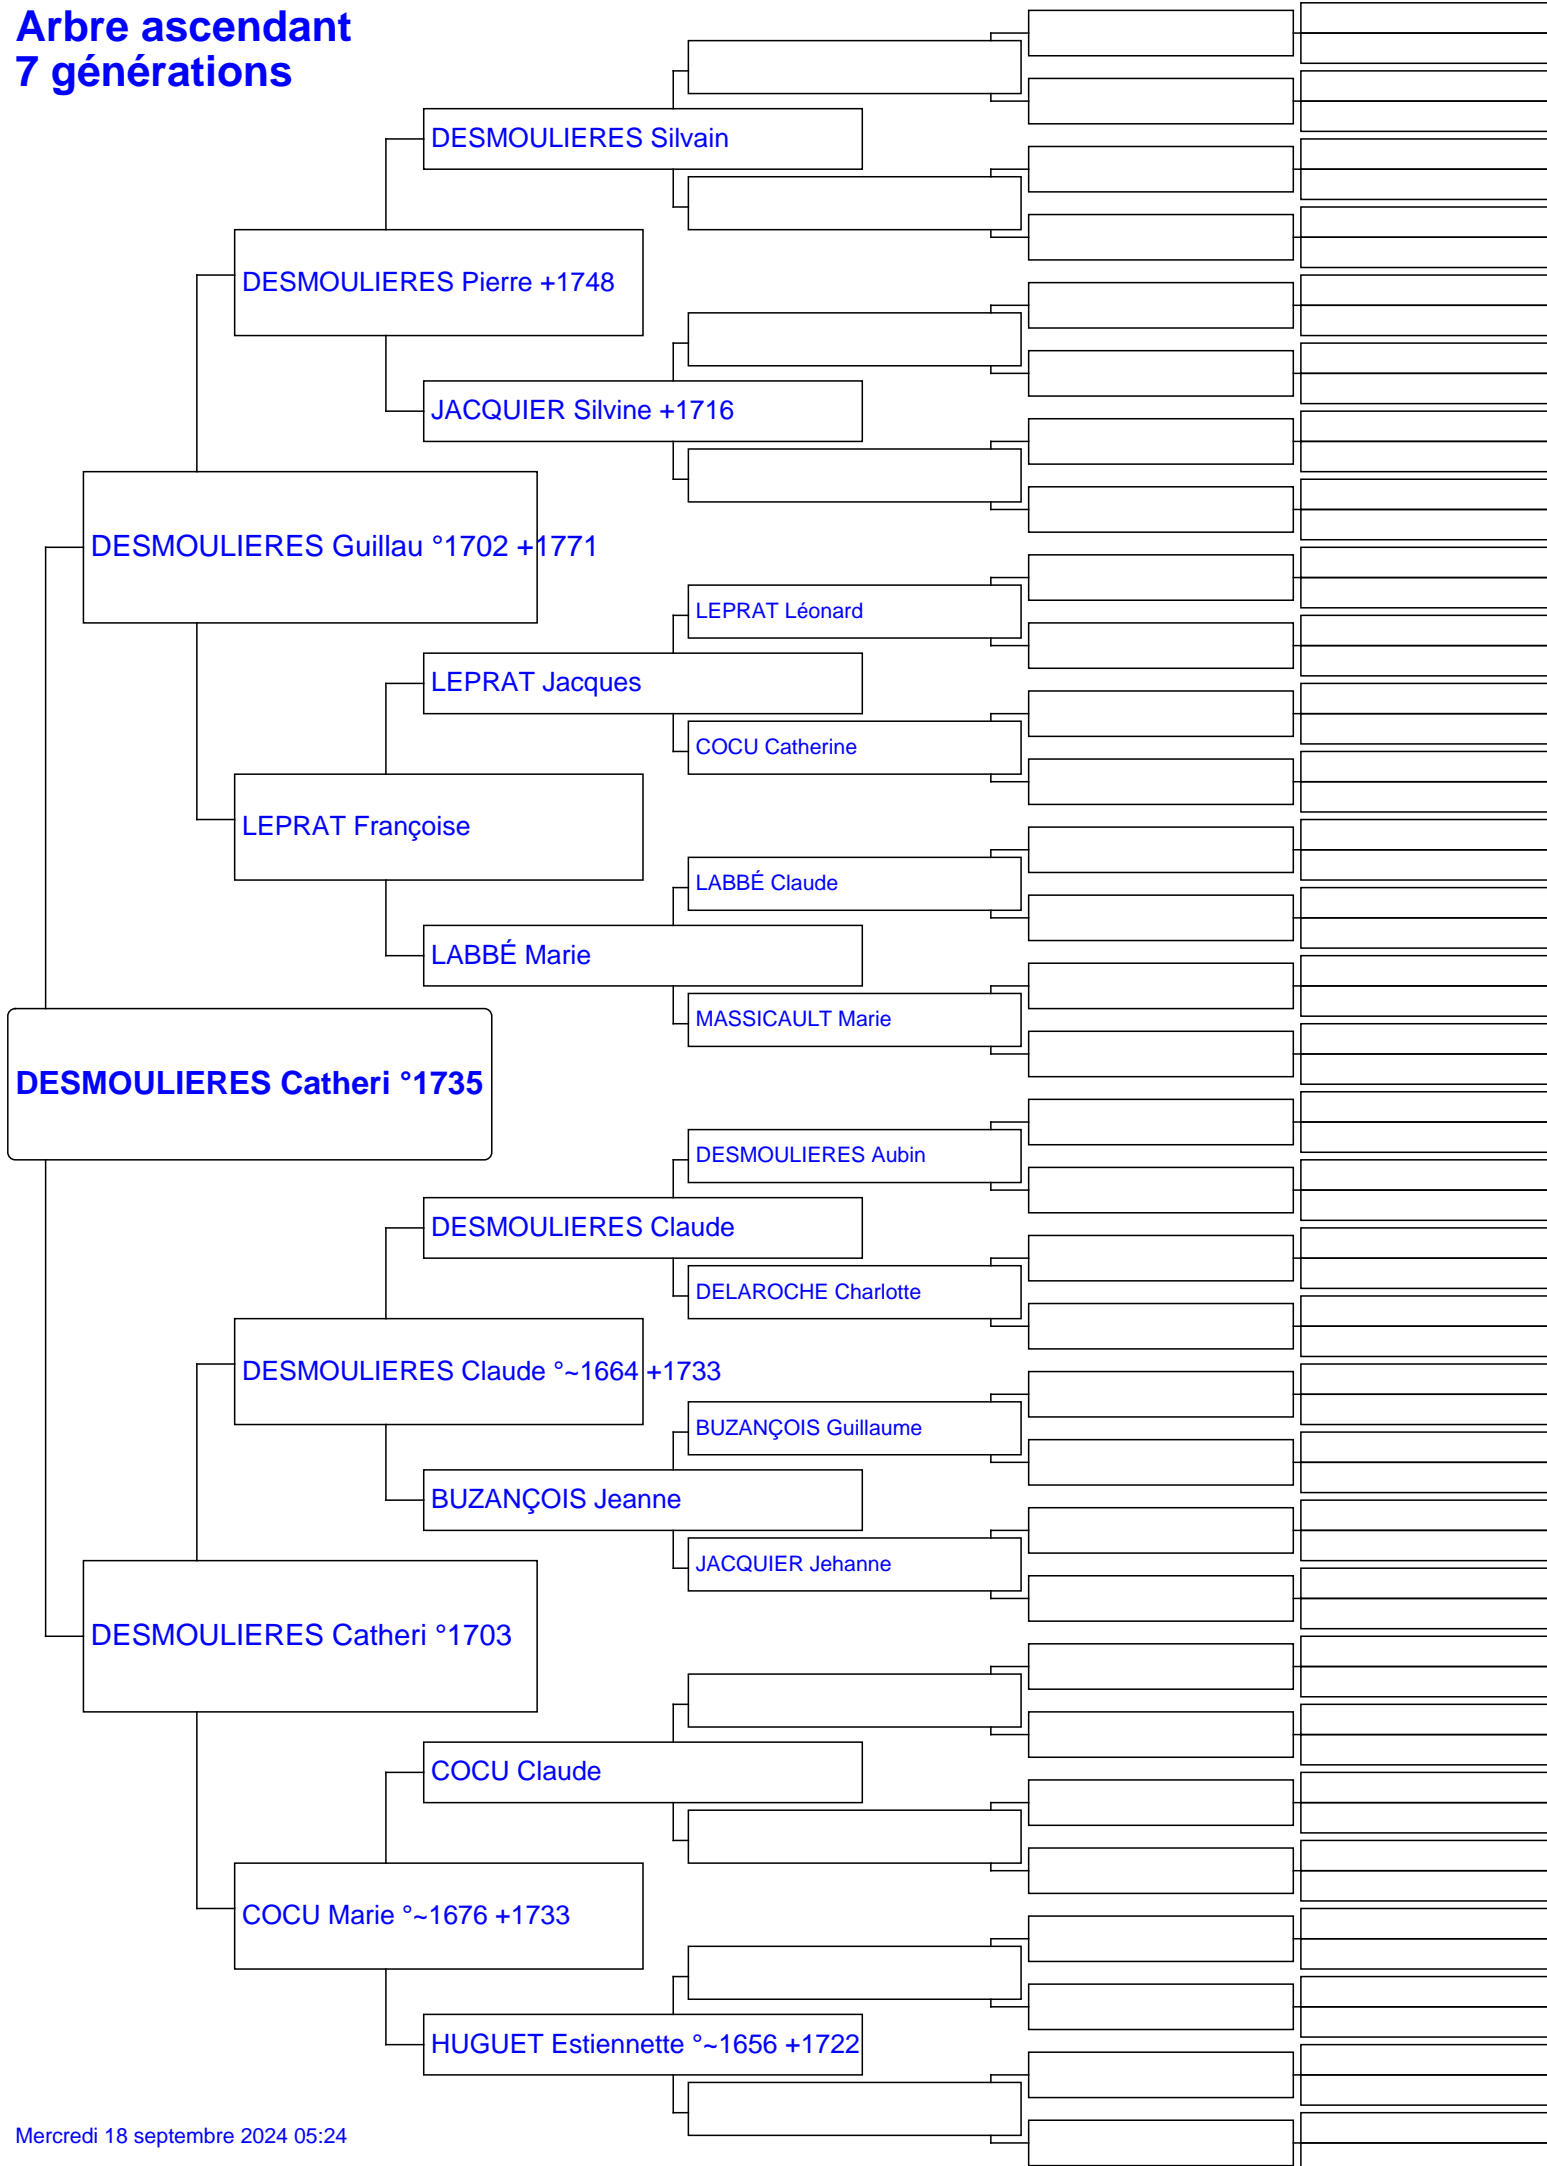 Arbre ascendant
7 générations
DESMOULIERES Silvain
DESMOULIERES Pierre +1748
JACQUIER Silvine +1716
DESMOULIERES Guillau °1702 +1771
LEPRAT Léonard
LEPRAT Jacques
COCU Catherine
LEPRAT Françoise
LABBÉ Claude
LABBÉ Marie
MASSICAULT Marie
DESMOULIERES Catheri °1735
DESMOULIERES Aubin
DESMOULIERES Claude
DELAROCHE Charlotte
DESMOULIERES Claude °~1664 +1733
BUZANÇOIS Guillaume
BUZANÇOIS Jeanne
JACQUIER Jehanne
DESMOULIERES Catheri °1703
COCU Claude
COCU Marie °~1676 +1733
HUGUET Estiennette °~1656 +1722
Mercredi 18 septembre 2024 05:24